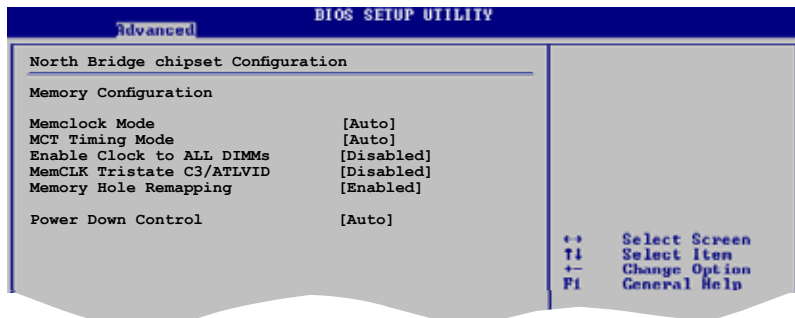 BIOS SETUP UTILITY
Advanced
North Bridge chipset Configuration
Memory Configuration
Memclock Mode [Auto]
MCT Timing Mode [Auto]
Enable Clock to ALL DIMMs [Disabled]
MemCLK Tristate C3/ATLVID [Disabled]
Memory Hole Remapping [Enabled]
Power Down Control [Auto]
↔ Select Screen
↑↓ Select Item
+- Change Option
F1 General Help